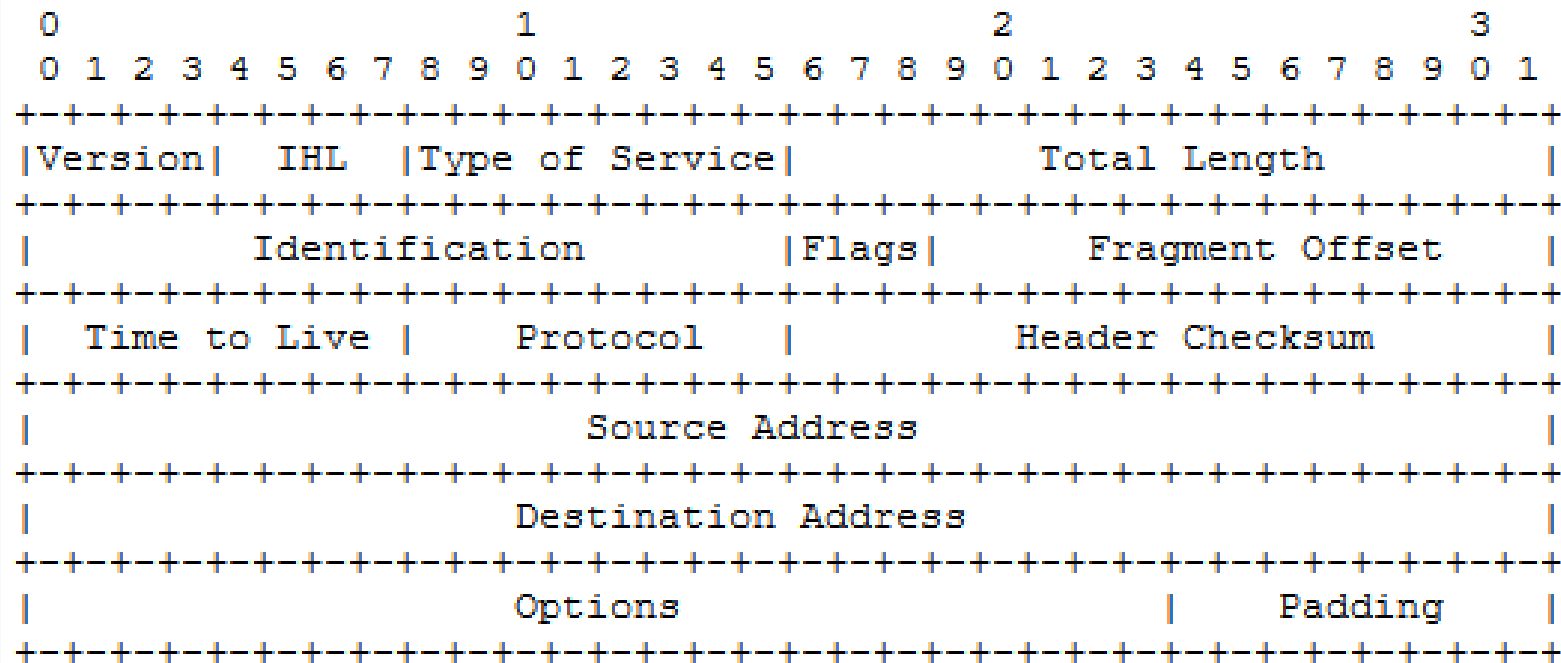 0                   1                   2                   3
 0 1 2 3 4 5 6 7 8 9 0 1 2 3 4 5 6 7 8 9 0 1 2 3 4 5 6 7 8 9 0 1
+-+-+-+-+-+-+-+-+-+-+-+-+-+-+-+-+-+-+-+-+-+-+-+-+-+-+-+-+-+-+-+-+
|Version|  IHL  |Type of Service|          Total Length         |
+-+-+-+-+-+-+-+-+-+-+-+-+-+-+-+-+-+-+-+-+-+-+-+-+-+-+-+-+-+-+-+-+
|         Identification        |Flags|      Fragment Offset    |
+-+-+-+-+-+-+-+-+-+-+-+-+-+-+-+-+-+-+-+-+-+-+-+-+-+-+-+-+-+-+-+-+
|  Time to Live |    Protocol   |         Header Checksum       |
+-+-+-+-+-+-+-+-+-+-+-+-+-+-+-+-+-+-+-+-+-+-+-+-+-+-+-+-+-+-+-+-+
|                       Source Address                          |
+-+-+-+-+-+-+-+-+-+-+-+-+-+-+-+-+-+-+-+-+-+-+-+-+-+-+-+-+-+-+-+-+
|                    Destination Address                        |
+-+-+-+-+-+-+-+-+-+-+-+-+-+-+-+-+-+-+-+-+-+-+-+-+-+-+-+-+-+-+-+-+
|                    Options                    |    Padding    |
+-+-+-+-+-+-+-+-+-+-+-+-+-+-+-+-+-+-+-+-+-+-+-+-+-+-+-+-+-+-+-+-+